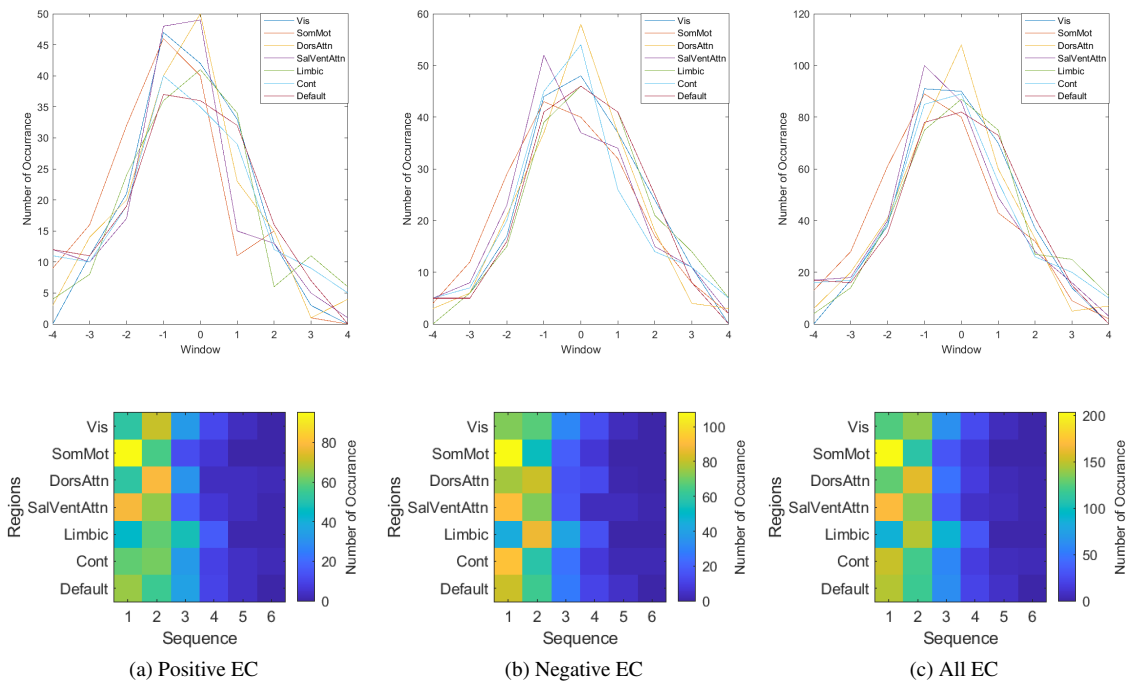 50
45
40
35
30
25
20
15
10
5
0
-4 -3 -2 -1 0 1 2 3 4
Number of Occurrance
Window
Vis
SomMot
DorsAttn
SalVentAttn
Limbic
Cont
Default
60
50
40
30
20
10
0
-4 -3 -2 -1 0 1 2 3 4
Number of Occurrance
Window
Vis
SomMot
DorsAttn
SalVentAttn
Limbic
Cont
Default
120
100
80
60
40
20
0
-4 -3 -2 -1 0 1 2 3 4
Number of Occurrance
Window
Vis
SomMot
DorsAttn
SalVentAttn
Limbic
Cont
Default
Regions
Vis
SomMot
DorsAttn
SalVentAttn
Limbic
Cont
Default
1 2 3 4 5 6
Sequence
80
60
40
20
0
Number of Occurance
(a) Positive EC
Regions
Vis
SomMot
DorsAttn
SalVentAttn
Limbic
Cont
Default
1 2 3 4 5 6
Sequence
100
80
60
40
20
0
Number of Occurance
(b) Negative EC
Regions
Vis
SomMot
DorsAttn
SalVentAttn
Limbic
Cont
Default
1 2 3 4 5 6
Sequence
200
150
100
50
0
Number of Occurance
(c) All EC